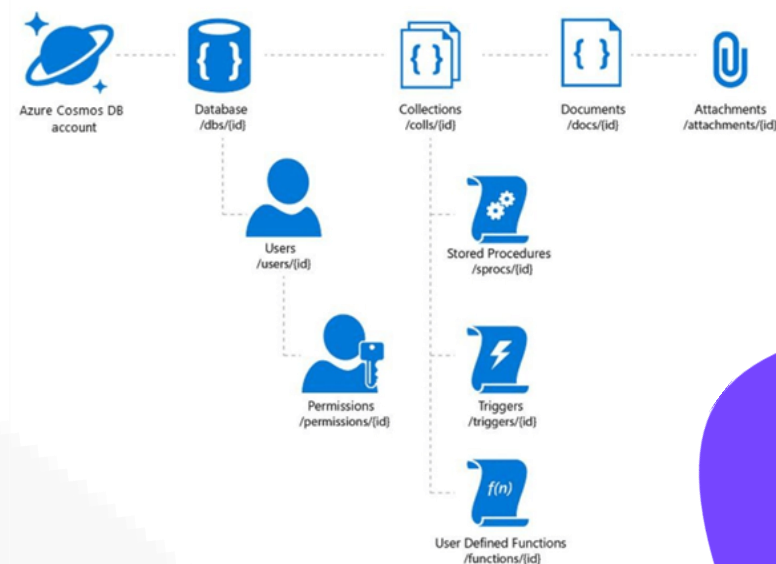 Azure Cosmos DB
account
Database
/dbs/{id}
Collections
/colls/{id}
Documents
/docs/{id}
Attachments
/attachments/{id}
{ }
{ }
{ }
Users
/users/{id}
Stored Procedures
/sprocs/{id}
Permissions
/permissions/{id}
Triggers
/triggers/{id}
f(n)
User Defined Functions
/functions/{id}